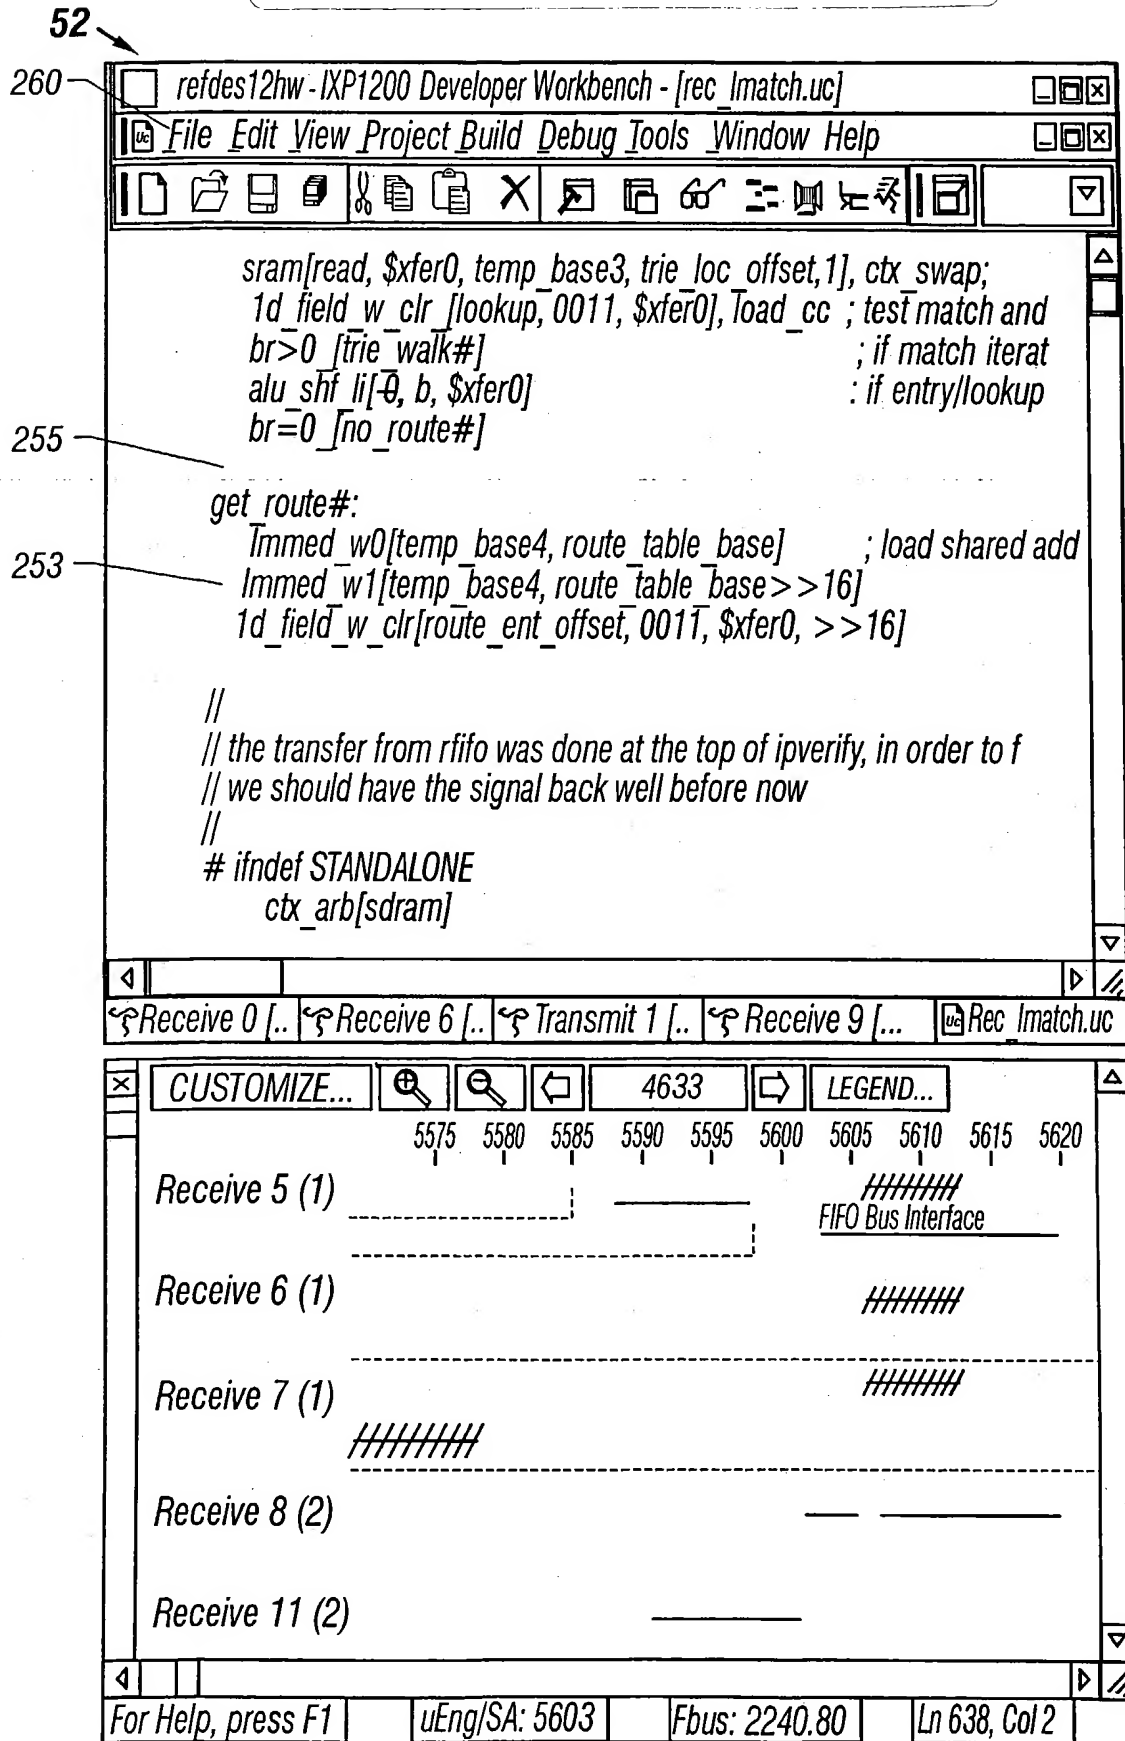 52
260
refdes12hw - IXP1200 Developer Workbench - [rec_lmatch.uc]
Uc File Edit View Project Build Debug Tools Window Help
sram[read, $xfer0, temp_base3, trie_loc_offset,1], ctx_swap;
1d_field_w_clr_[lookup, 0011, $xfer0], load_cc ; test match and
br>0_[trie_walk#] ; if match iterat
alu_shf_li[-0, b, $xfer0] : if entry/lookup
br=0_[no_route#]
255
get_route#:
Immed_w0[temp_base4, route_table_base] ; load shared add
253
Immed_w1[temp_base4, route_table_base>>16]
1d_field_w_clr[route_ent_offset, 0011, $xfer0, >>16]
//
// the transfer from rfifo was done at the top of ipverify, in order to f
// we should have the signal back well before now
//
# ifndef STANDALONE
ctx_arb[sdram]
Receive 0 [.. Receive 6 [.. Transmit 1 [.. Receive 9 [... Uc Rec_lmatch.uc
CUSTOMIZE... 4633 LEGEND...
5575 5580 5585 5590 5595 5600 5605 5610 5615 5620
Receive 5 (1)
FIFO Bus Interface
Receive 6 (1)
Receive 7 (1)
Receive 8 (2)
Receive 11 (2)
For Help, press F1 uEng/SA: 5603 Fbus: 2240.80 Ln 638, Col 2